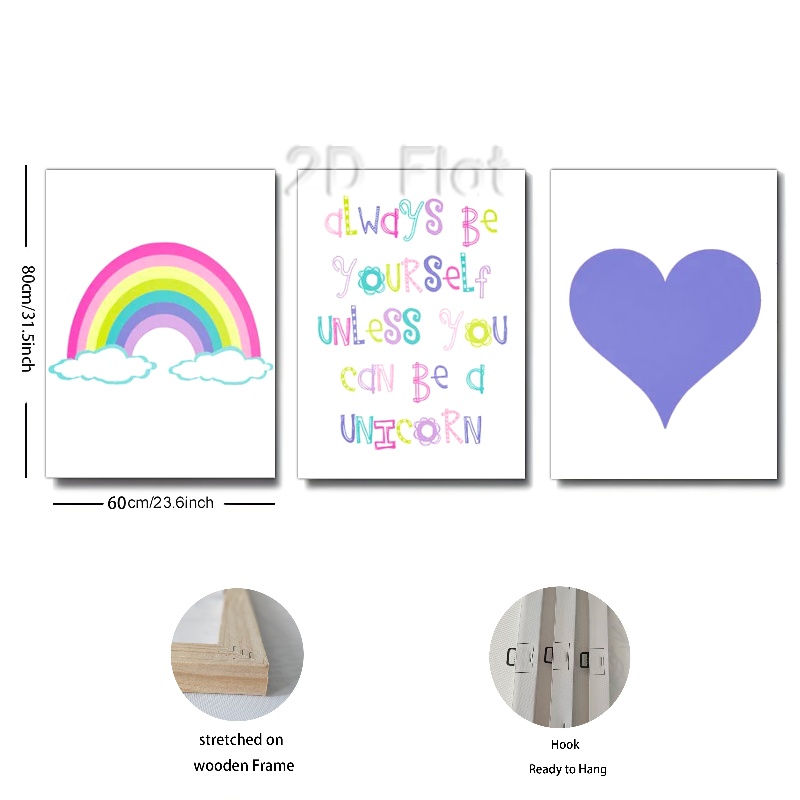 2D Flat
aLWayS BE
YOURSElf
UNLeSS YOU
caN Be a
UNICORN
80cm/31.5inch
60cm/23.6inch
stretched on
wooden Frame
Hook
Ready to Hang